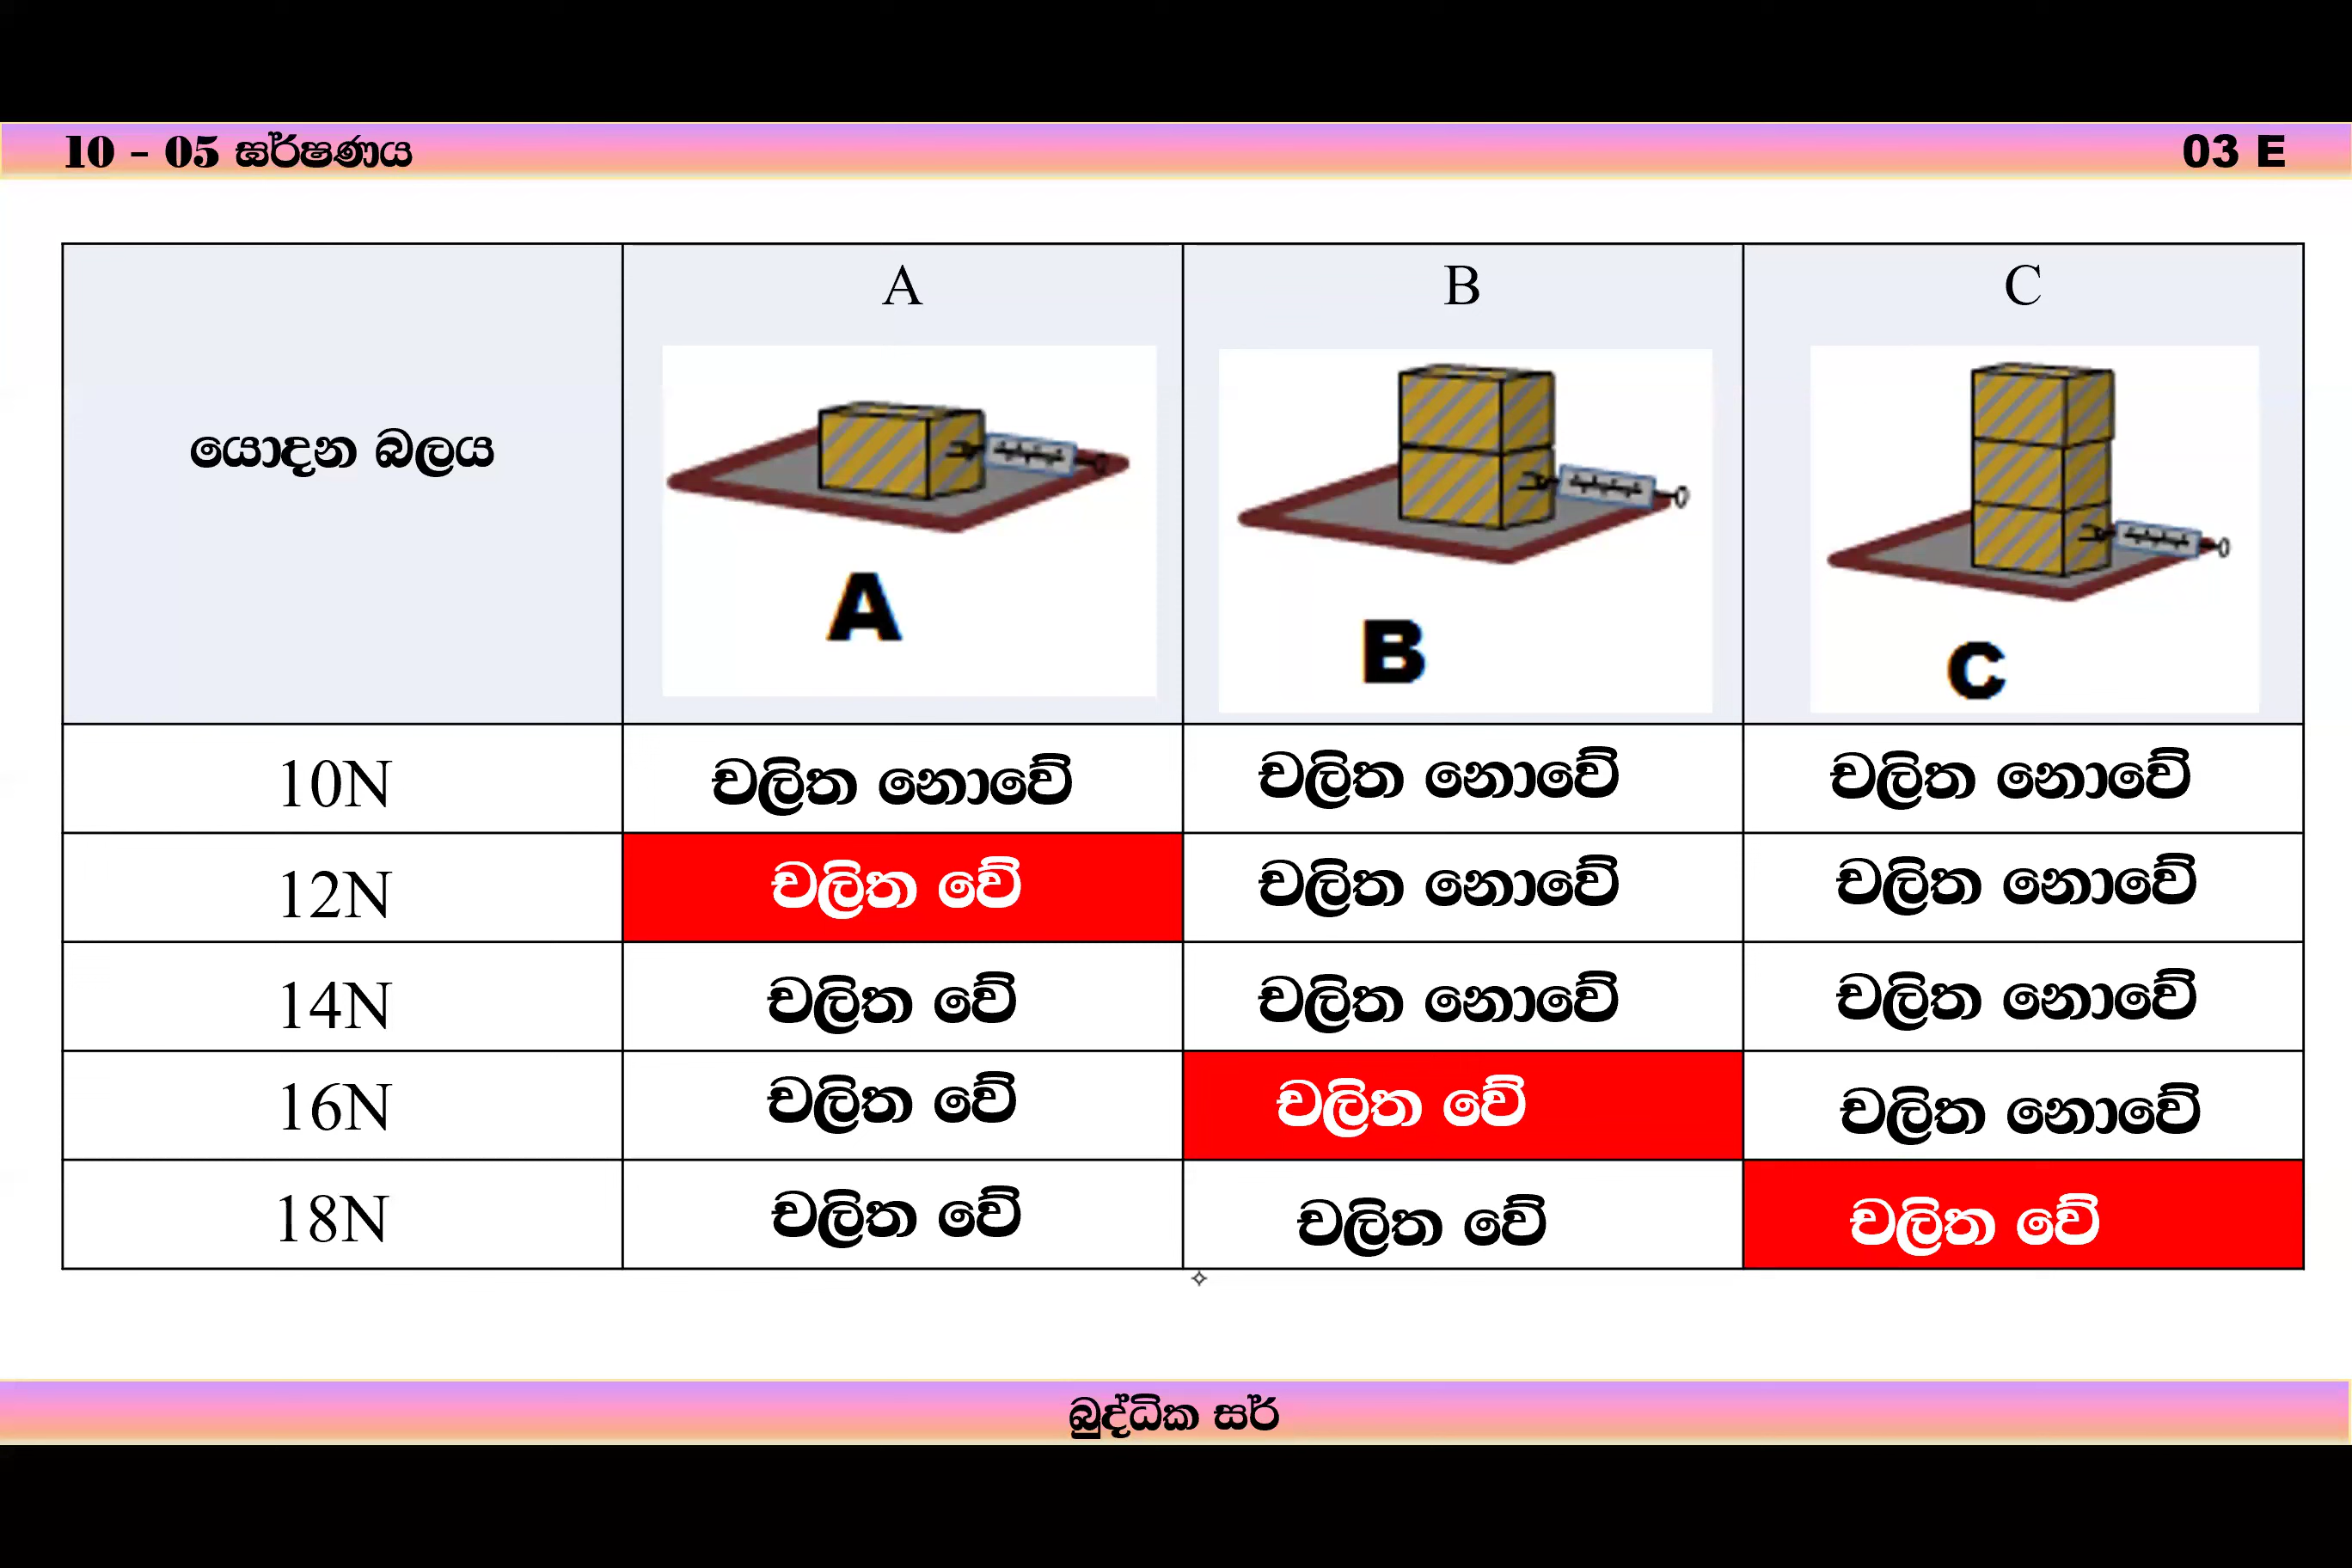 10 - 05 ඝර්ෂණය
03 E
යොදන බලය
A
B
C
A
B
C
10N
චලිත නොවේ
චලිත නොවේ
චලිත නොවේ
12N
චලිත වේ
චලිත නොවේ
චලිත නොවේ
14N
චලිත වේ
චලිත නොවේ
චලිත නොවේ
16N
චලිත වේ
චලිත වේ
චලිත නොවේ
18N
චලිත වේ
චලිත වේ
චලිත වේ
බුද්ධික සර්